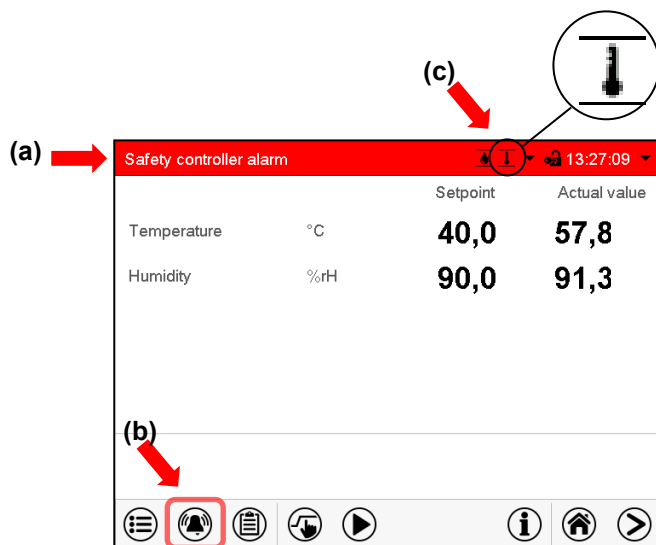 (c)
(a)
Safety controller alarm 13:27:09
Setpoint Actual value
Temperature °C 40,0 57,8
Humidity %rH 90,0 91,3
(b)
i